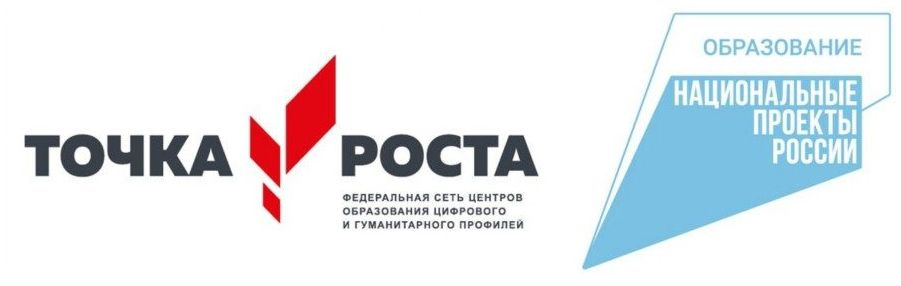 ТОЧКА РОСТА
ФЕДЕРАЛЬНАЯ СЕТЬ ЦЕНТРОВ
ОБРАЗОВАНИЯ ЦИФРОВОГО
И ГУМАНИТАРНОГО ПРОФИЛЕЙ
ОБРАЗОВАНИЕ
НАЦИОНАЛЬНЫЕ
ПРОЕКТЫ
РОССИИ